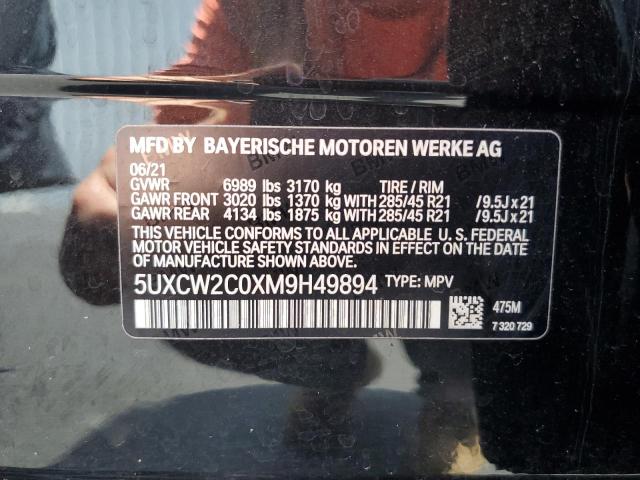 MFD BY BAYERISCHE MOTOREN WERKE AG
06/21
GVWR 6989 lbs 3170 kg TIRE / RIM
GAWR FRONT 3020 lbs 1370 kg WITH 285/45 R21 /9.5J x 21
GAWR REAR 4134 lbs 1875 kg WITH 285/45 R21 /9.5J x 21
THIS VEHICLE CONFORMS TO ALL APPLICABLE U. S. FEDERAL
MOTOR VEHICLE SAFETY STANDARDS IN EFFECT ON THE DATE OF
MANUFACTURE SHOWN ABOVE.
5UXCW2C0XM9H49894 TYPE: MPV
475M
7 320 729